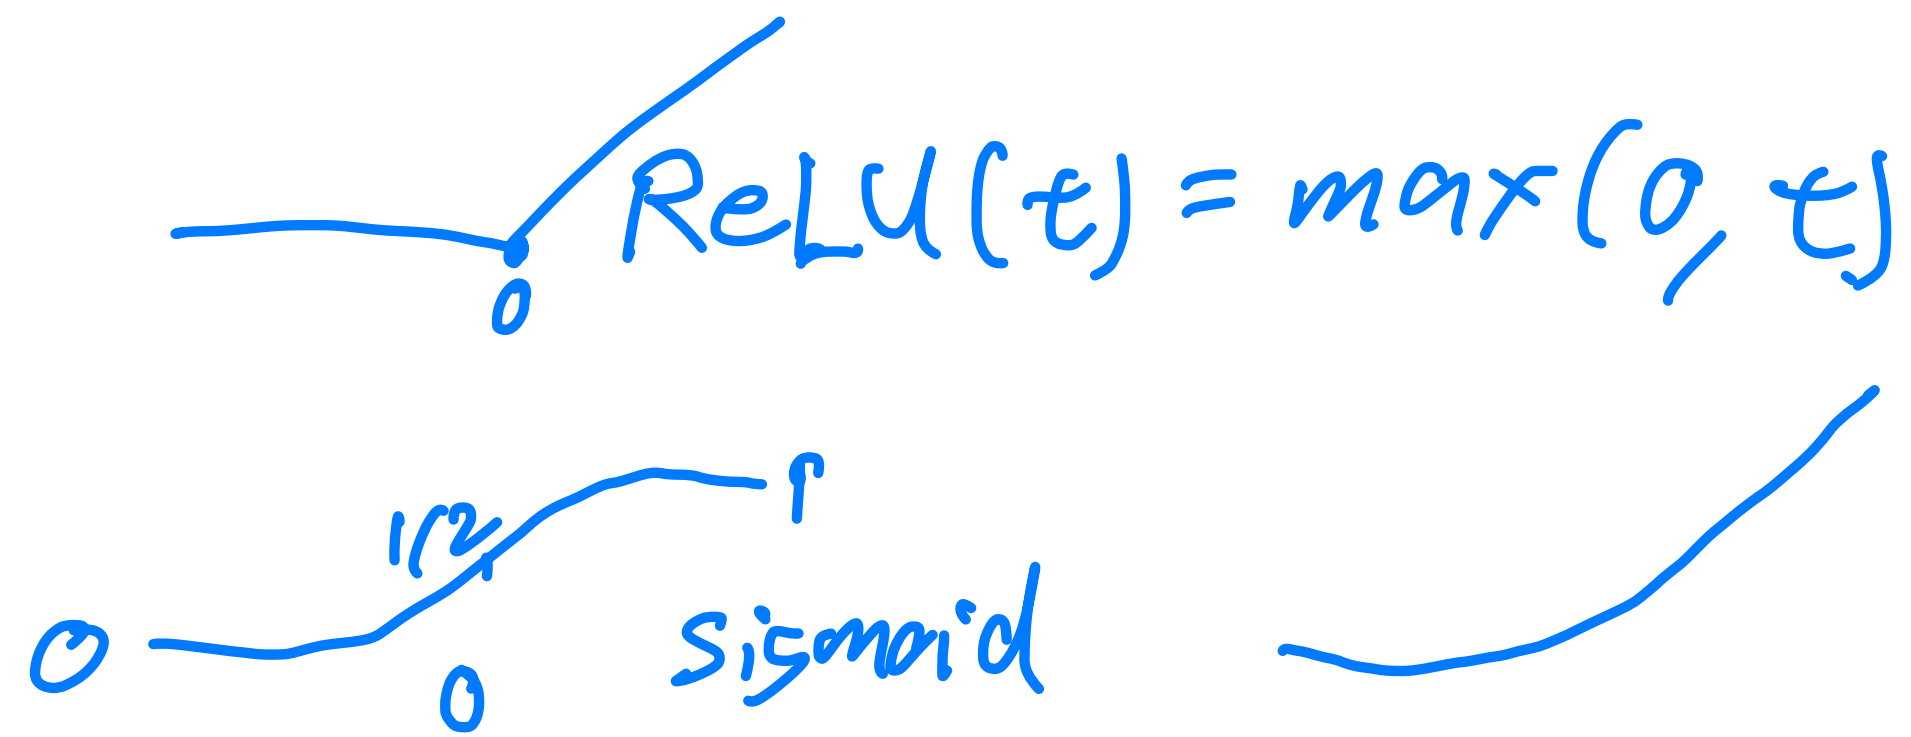 ReLU(t) = max(0, t)
0
1
1/2
0
sigmoid
0